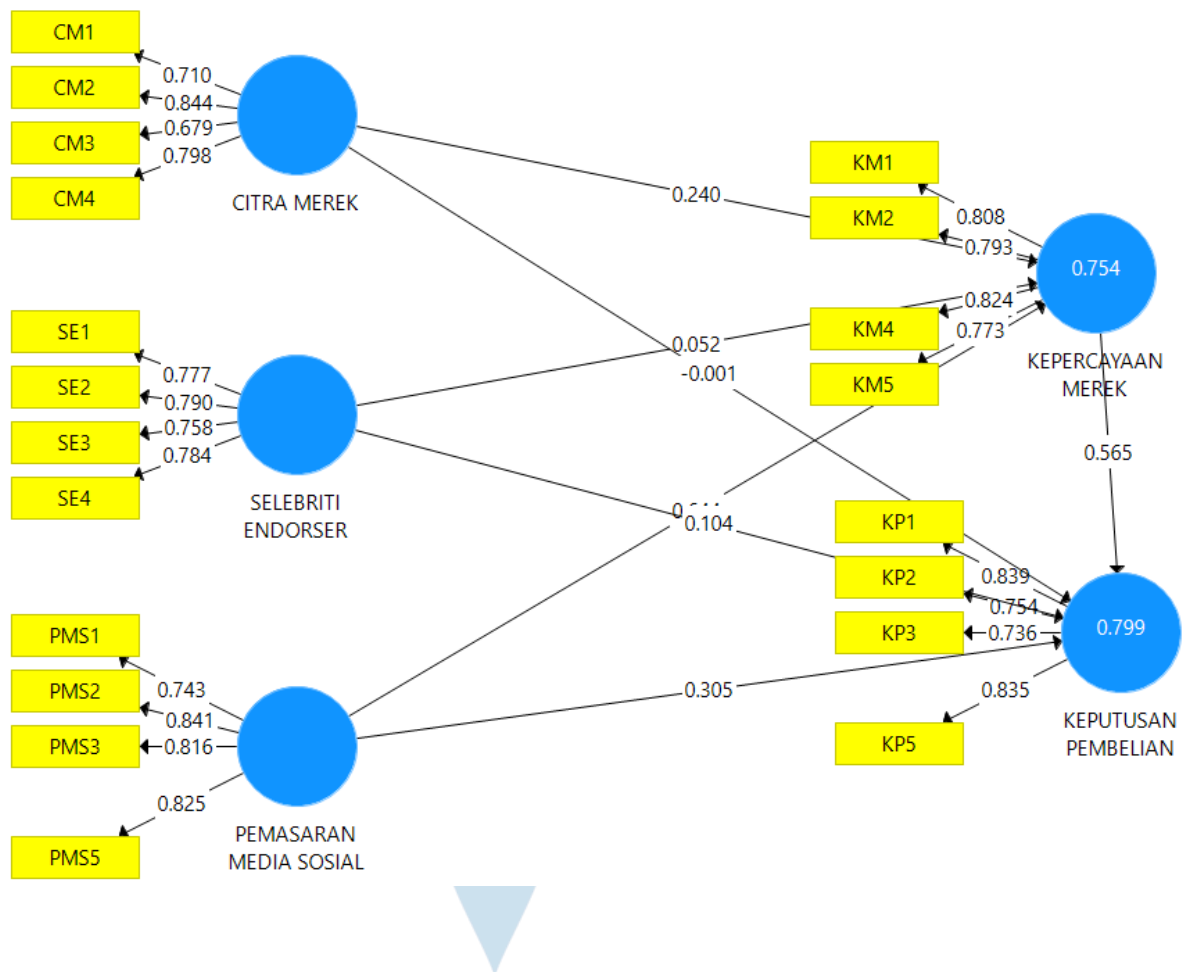 CM1
0.710
CM2
0.844
CM3
0.679
CM4
0.798
CITRA MEREK
SE1
0.777
SE2
0.790
SE3
0.758
SE4
0.784
SELEBRITI
ENDORSER
PMS1
0.743
PMS2
0.841
PMS3
0.816
0.825
PMS5
PEMASARAN
MEDIA SOSIAL
0.240
0.052
-0.001
0.104
0.305
KM1
0.808
KM2
0.793
0.824
KM4
0.773
KM5
0.754
KEPERCAYAAN
MEREK
0.565
KP1
0.839
KP2
0.754
KP3
0.736
0.835
KP5
0.799
KEPUTUSAN
PEMBELIAN